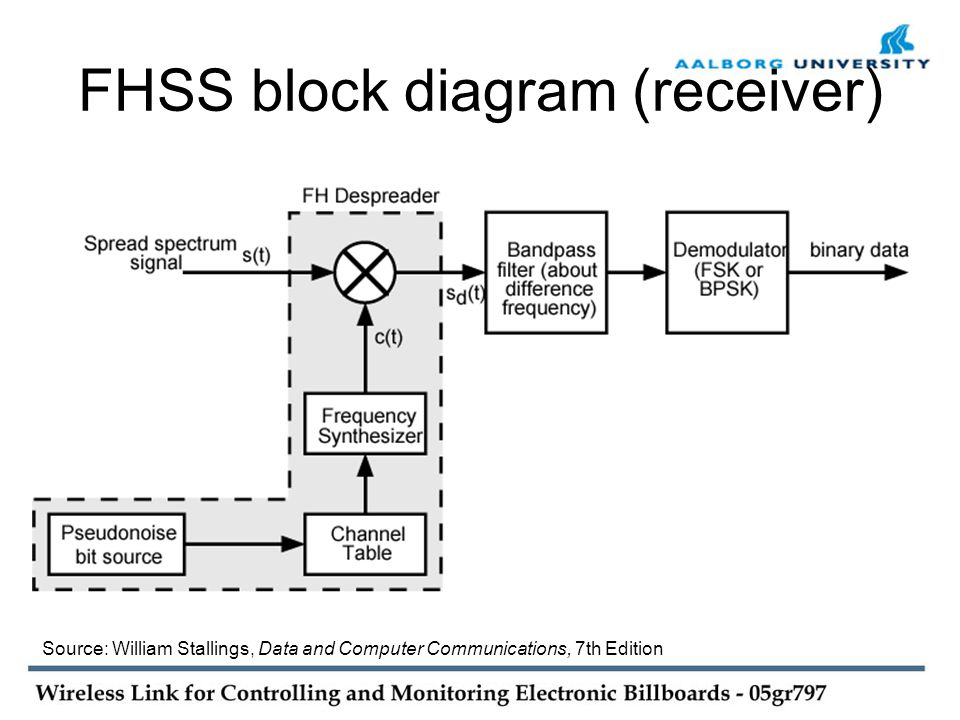 AALBORG UNIVERSITY
FHSS block diagram (receiver)
FH Despreader
Spread spectrum
signal
s(t)
s_d(t)
Bandpass
filter (about
difference
frequency)
Demodulator
(FSK or
BPSK)
binary data
c(t)
Frequency
Synthesizer
Pseudonoise
bit source
Channel
Table
Source: William Stallings, Data and Computer Communications, 7th Edition
Wireless Link for Controlling and Monitoring Electronic Billboards - 05gr797